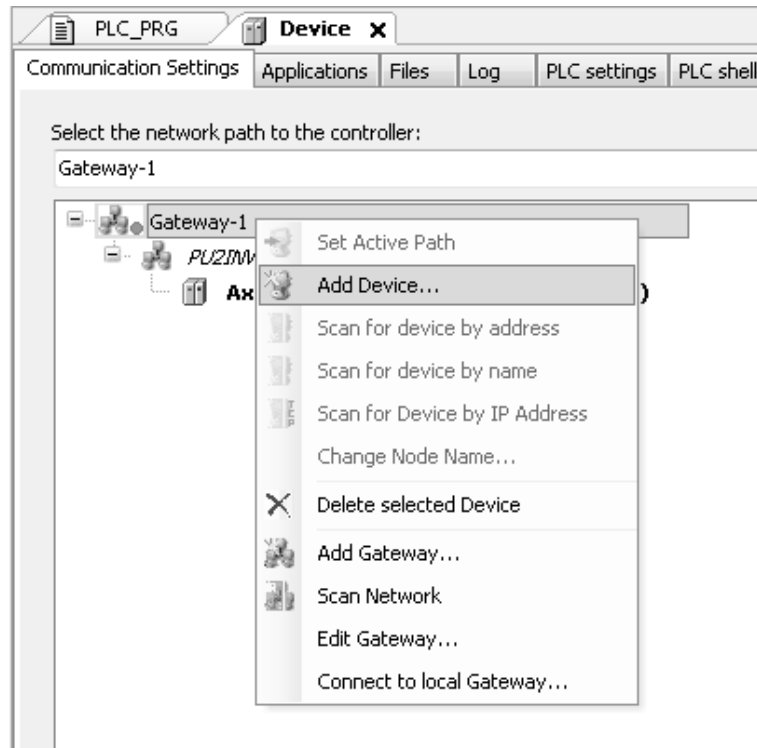 PLC_PRG Device x
Communication Settings Applications Files Log PLC settings PLC shell
Select the network path to the controller:
Gateway-1
Gateway-1
Set Active Path
PU2INV
Add Device...
Ax )
Scan for device by address
Scan for device by name
Scan for Device by IP Address
Change Node Name...
Delete selected Device
Add Gateway...
Scan Network
Edit Gateway...
Connect to local Gateway...